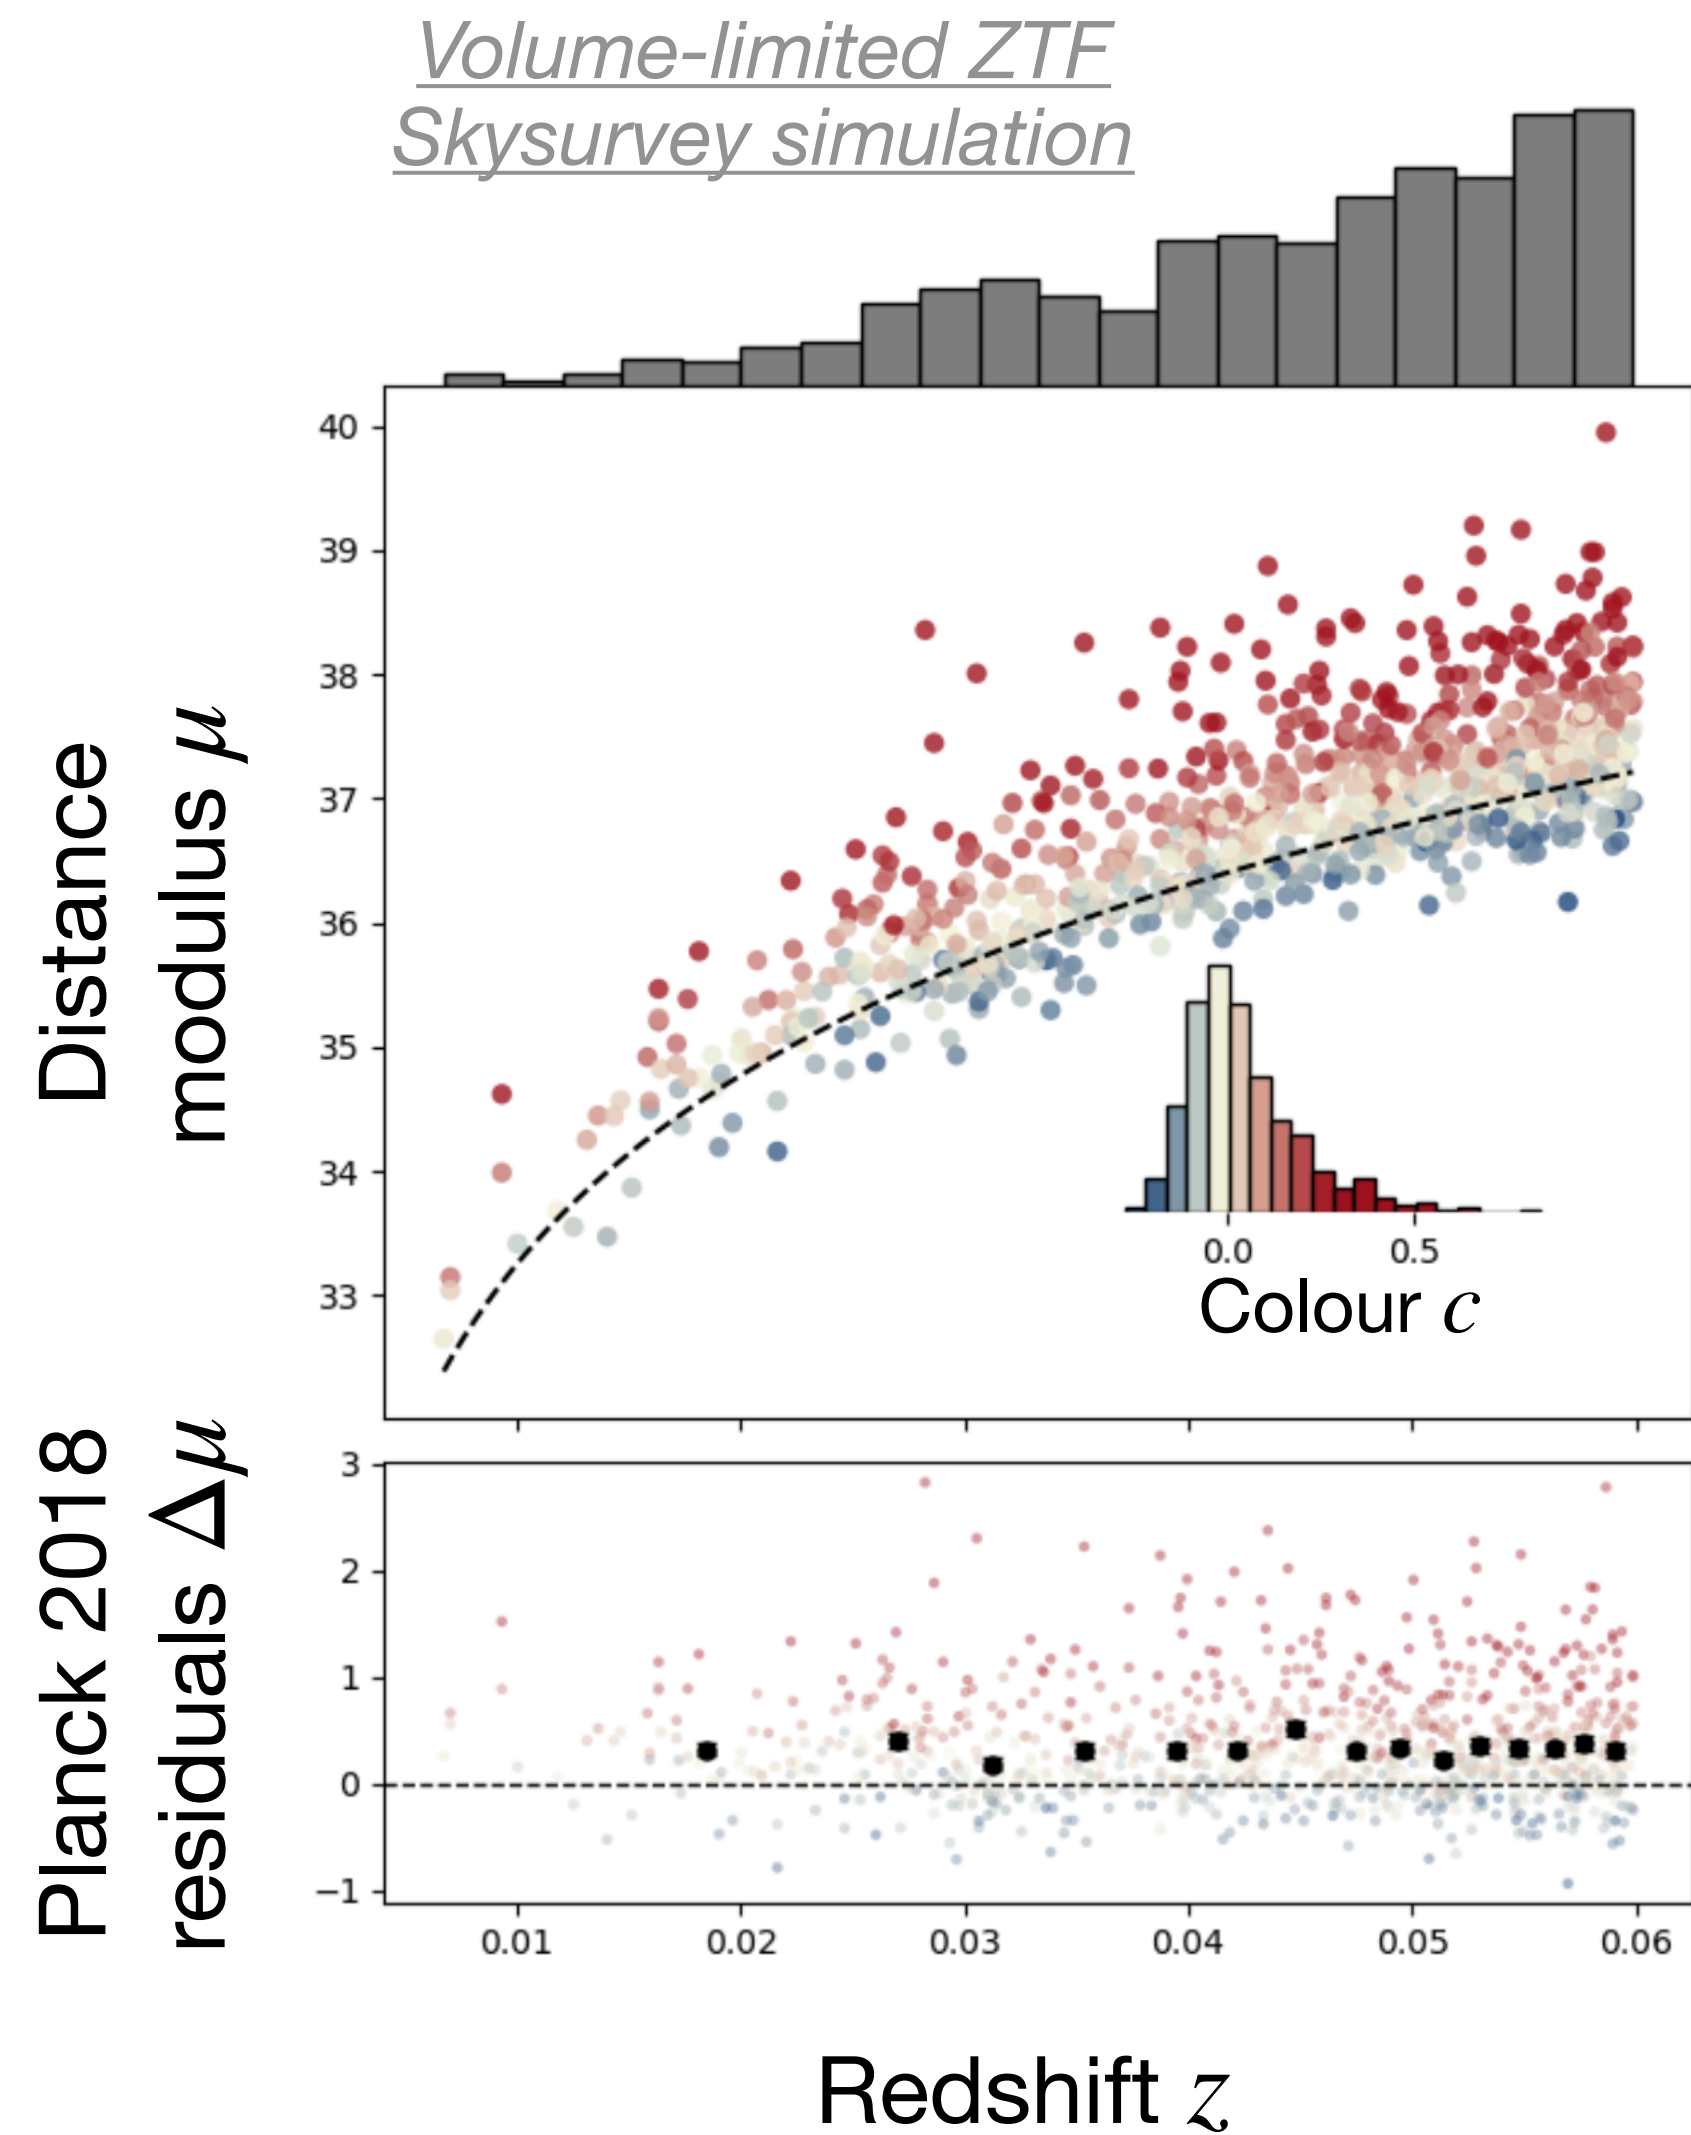 Volume-limited ZTF
Skysurvey simulation
40
39
38
37
36
35
34
33
Distance
modulus μ
0.0 0.5
Colour c
3
2
1
0
−1
Planck 2018
residuals Δμ
0.01 0.02 0.03 0.04 0.05 0.06
Redshift z